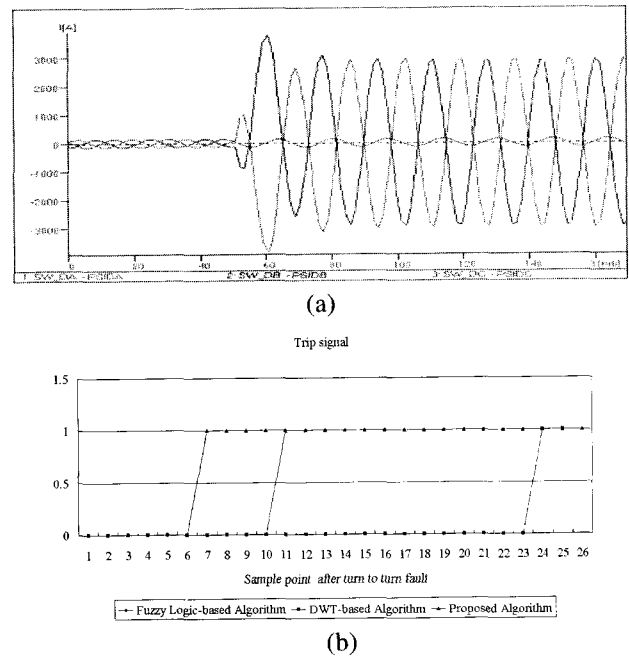 I[A]
3000
2000
1000
0
-1000
-2000
-3000
0 20 60 100 120 140
(a)
Trip signal
1.5
1
0.5
0
1 2 3 4 5 6 7 8 9 10 11 12 13 14 15 16 17 18 19 20 21 22 23 24 25 26
Sample point after turn to turn fault
Fuzzy Logic-based Algorithm DWT-based Algorithm Proposed Algorithm
(b)